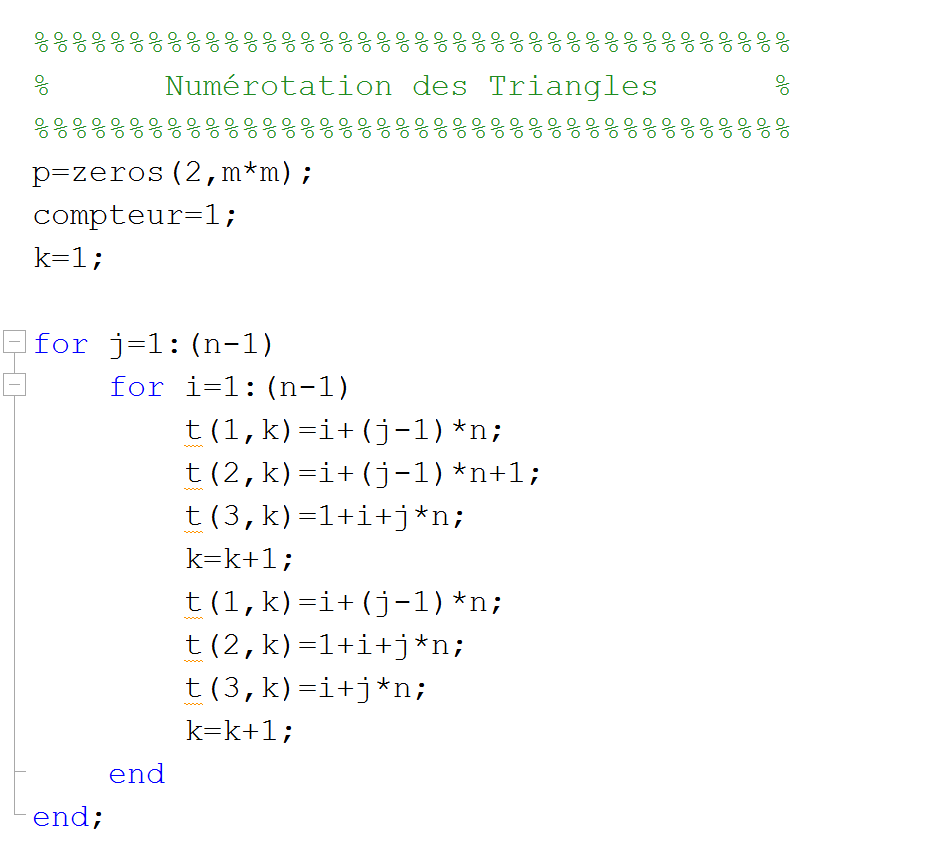 %%%%%%%%%%%%%%%%%%%%%%%%%%%%%%%%%%%%%%%%
%      Numérotation des Triangles      %
%%%%%%%%%%%%%%%%%%%%%%%%%%%%%%%%%%%%%%%%
p=zeros(2,m*m);
compteur=1;
k=1;
for j=1:(n-1)
    for i=1:(n-1)
        t(1,k)=i+(j-1)*n;
        t(2,k)=i+(j-1)*n+1;
        t(3,k)=1+i+j*n;
        k=k+1;
        t(1,k)=i+(j-1)*n;
        t(2,k)=1+i+j*n;
        t(3,k)=i+j*n;
        k=k+1;
    end
end;